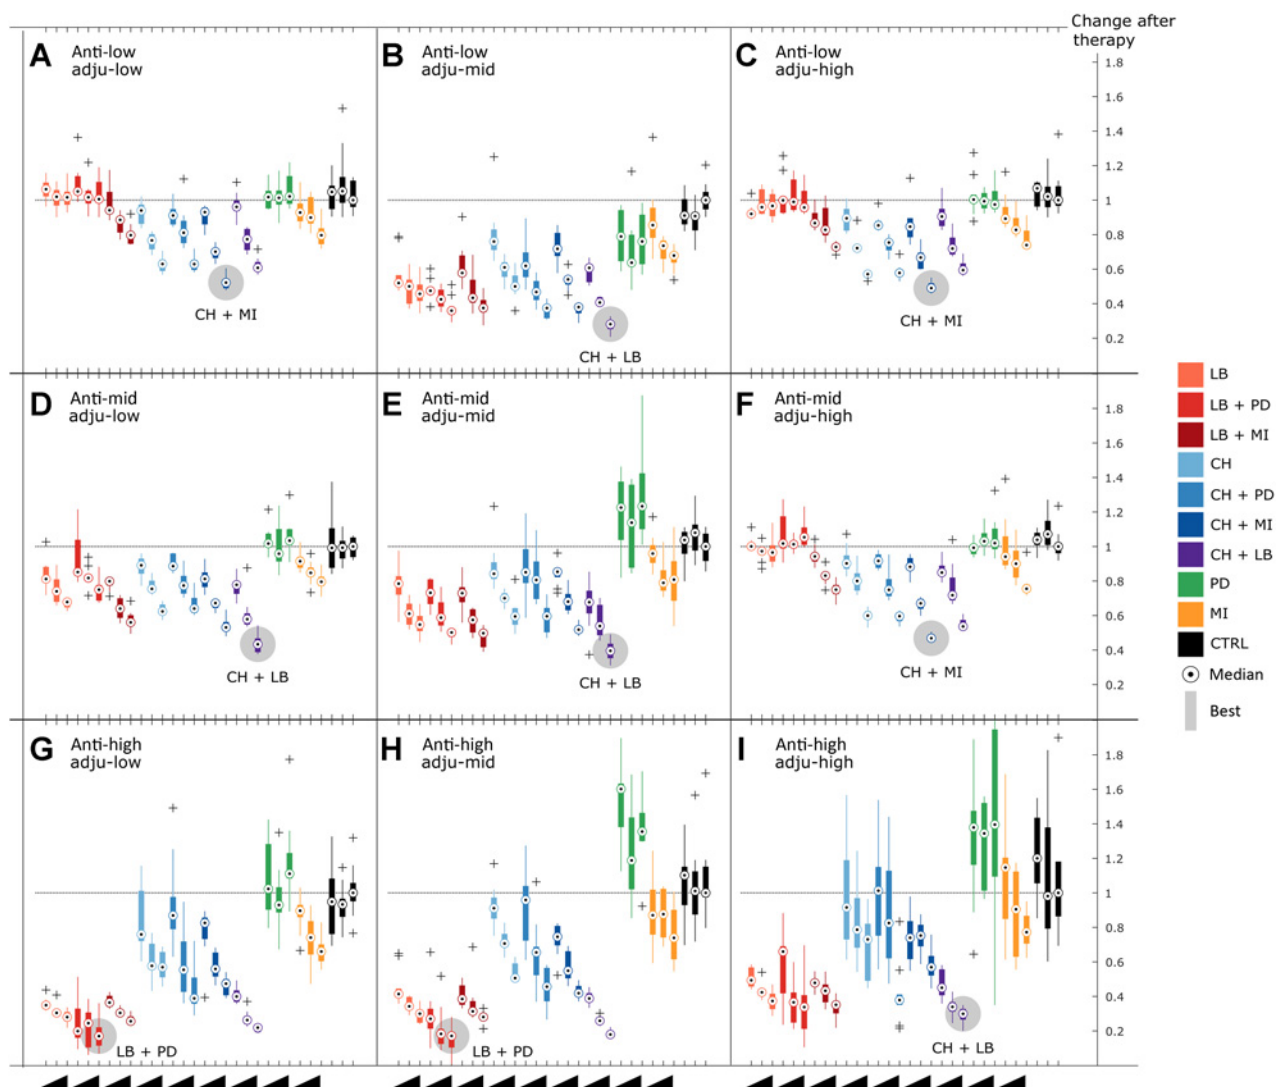 Change after
therapy
A
Anti-low
adju-low
B
Anti-low
adju-mid
C
Anti-low
adju-high
1.8
1.6
1.4
1.2
1
0.8
0.6
0.4
0.2
CH + MI
CH + LB
CH + MI
D
Anti-mid
adju-low
E
Anti-mid
adju-mid
F
Anti-mid
adju-high
1.8
1.6
1.4
1.2
1
0.8
0.6
0.4
0.2
CH + LB
CH + LB
CH + MI
G
Anti-high
adju-low
H
Anti-high
adju-mid
I
Anti-high
adju-high
1.8
1.6
1.4
1.2
1
0.8
0.6
0.4
0.2
LB + PD
LB + PD
CH + LB
LB
LB + PD
LB + MI
CH
CH + PD
CH + MI
CH + LB
PD
MI
CTRL
Median
Best